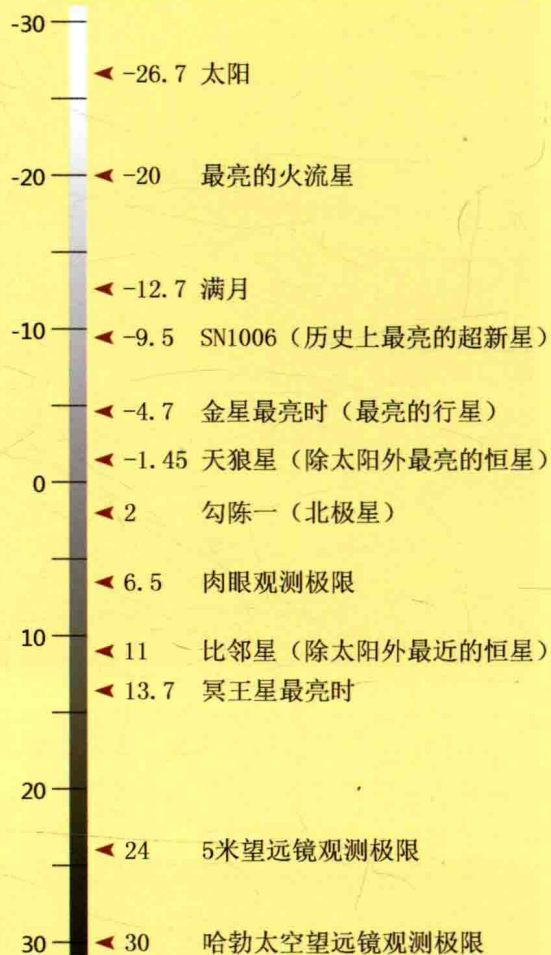 -30
-26.7 太阳
-20 -20 最亮的火流星
-12.7 满月
-10
-9.5 SN1006（历史上最亮的超新星）
-4.7 金星最亮时（最亮的行星）
-1.45 天狼星（除太阳外最亮的恒星）
0
2 勾陈一（北极星）
6.5 肉眼观测极限
10
11 比邻星（除太阳外最近的恒星）
13.7 冥王星最亮时
20
24 5米望远镜观测极限
30 30 哈勃太空望远镜观测极限